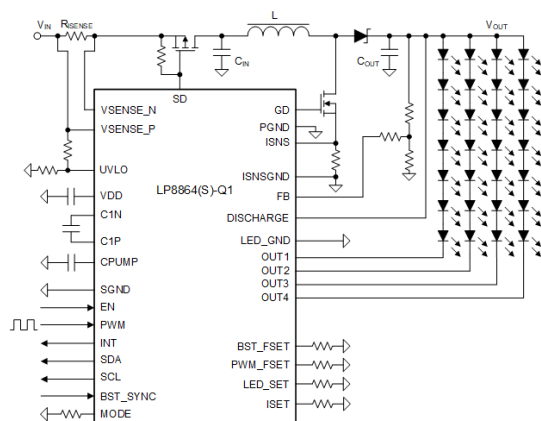 VIN
RISENSE
L
VOUT
CIN
COUT
SD
VSENSE_N
VSENSE_P
UVLO
VDD
C1N
C1P
CPUMP
SGND
EN
PWM
INT
SDA
SCL
BST_SYNC
MODE
LP8864(S)-Q1
GD
PGND
ISNS
ISNSGND
FB
DISCHARGE
LED_GND
OUT1
OUT2
OUT3
OUT4
BST_FSET
PWM_FSET
LED_SET
ISET